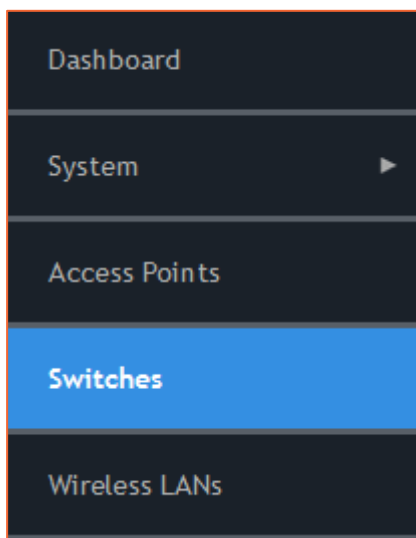 Dashboard
System
Access Points
Switches
Wireless LANs